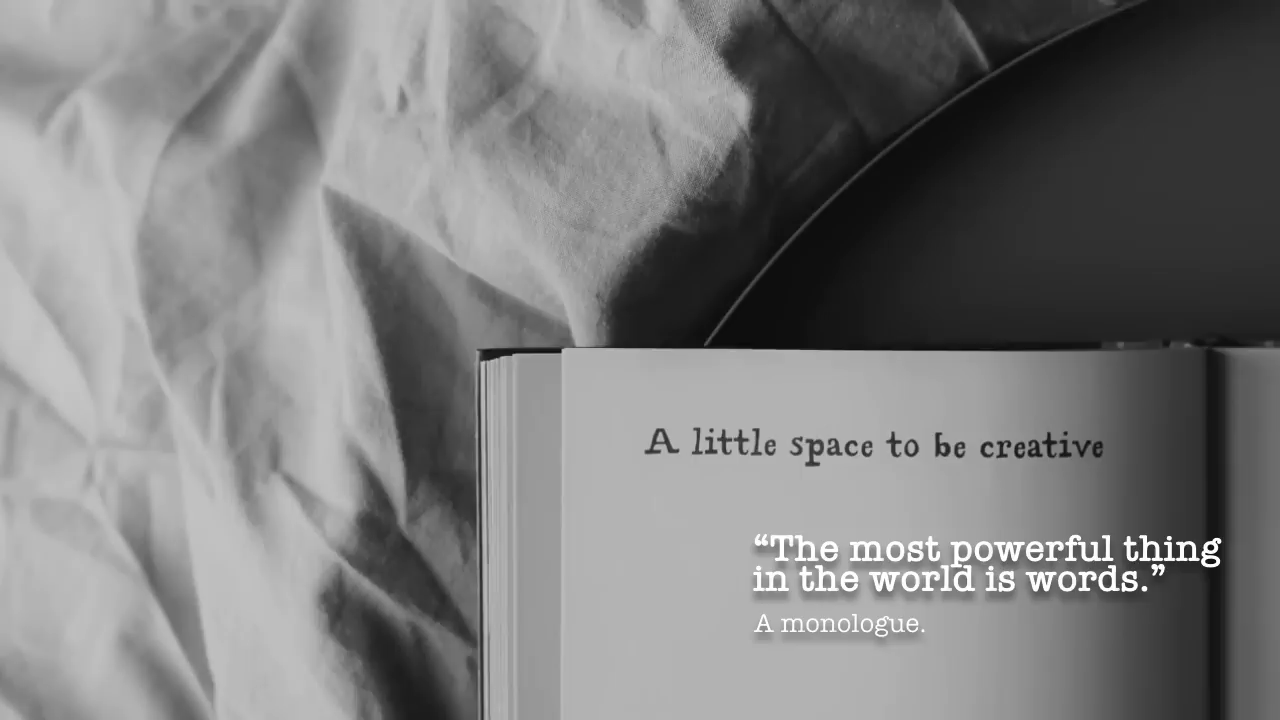 A little space to be creative
“The most powerful thing
in the world is words.”
A monologue.